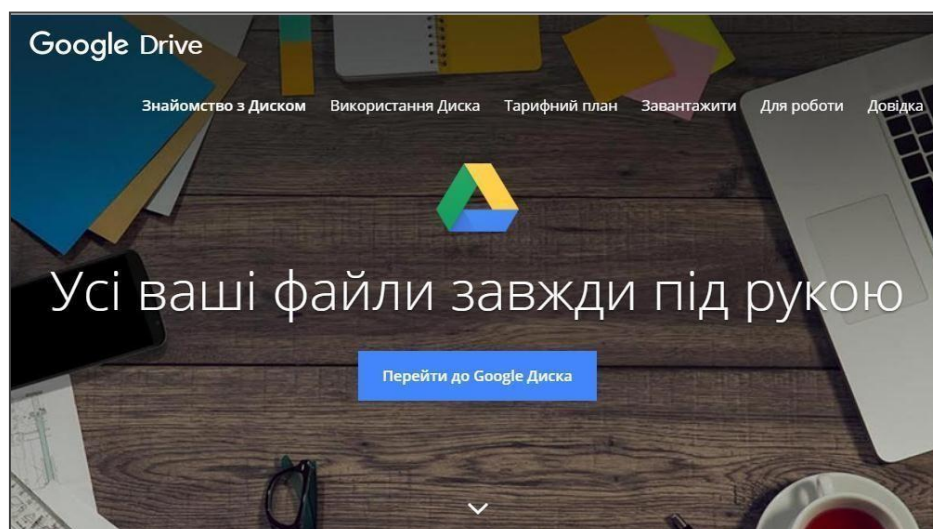 Google Drive
Знайомство з Диском Використання Диска Тарифний план Завантажити Для роботи Довідка
Усі ваші файли завжди під рукою
Перейти до Google Диска